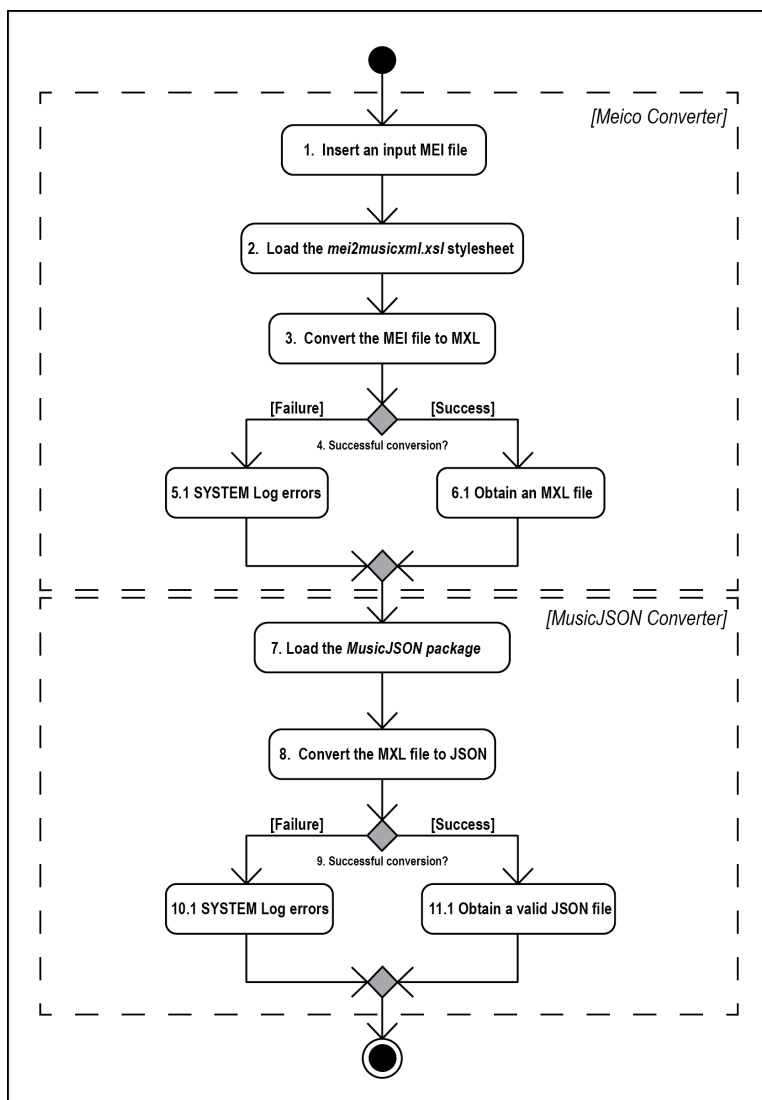 [Meico Converter]
1. Insert an input MEI file
2. Load the mei2musicxml.xsl stylesheet
3. Convert the MEI file to MXL
[Failure]
[Success]
4. Successful conversion?
5.1 SYSTEM Log errors
6.1 Obtain an MXL file
[MusicJSON Converter]
7. Load the MusicJSON package
8. Convert the MXL file to JSON
[Failure]
[Success]
9. Successful conversion?
10.1 SYSTEM Log errors
11.1 Obtain a valid JSON file